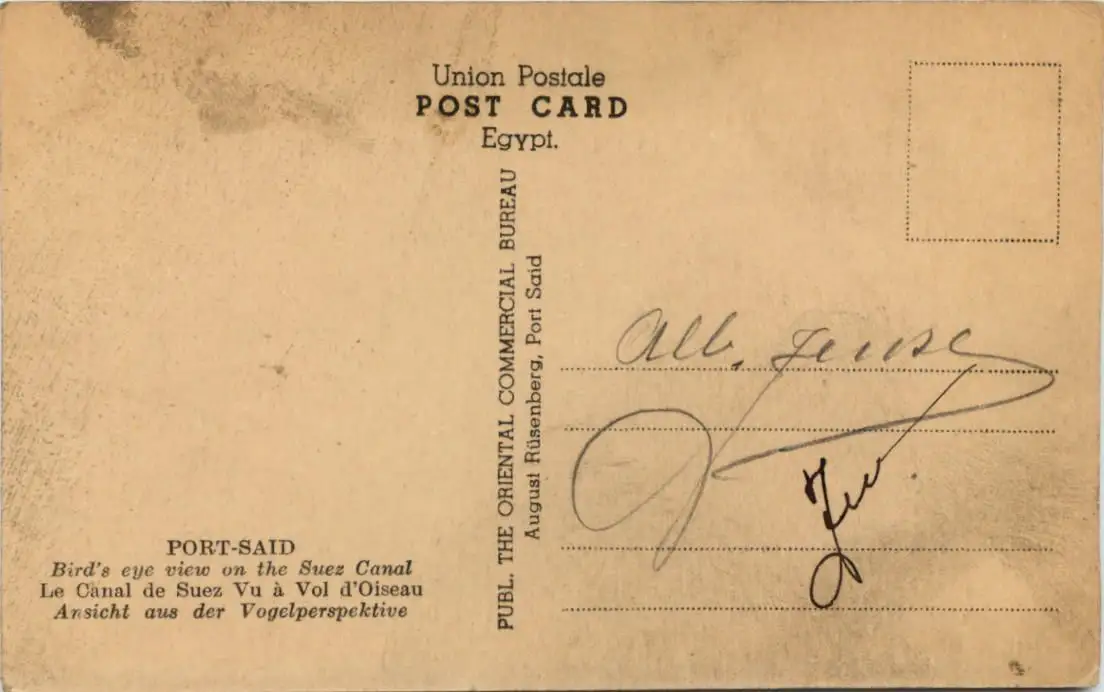 Union Postale
POST CARD
Egypt.
PUBL. THE ORIENTAL COMMERCIAL BUREAU
August Rüsenberg, Port Said
Alb.
PORT-SAID
Bird's eye view on the Suez Canal
Le Canal de Suez Vu à Vol d'Oiseau
Ansicht aus der Vogelperspektive